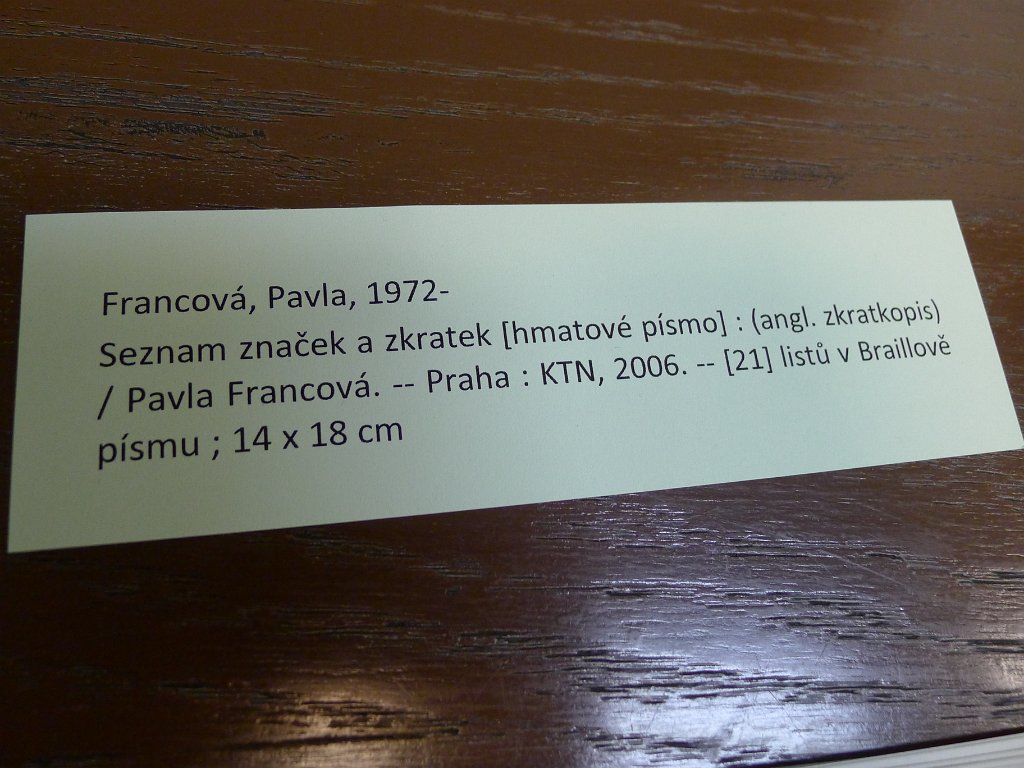 Francová, Pavla, 1972-
Seznam značek a zkratek [hmatové písmo] : (angl. zkratkopis)
/ Pavla Francová. -- Praha : KTN, 2006. -- [21] listů v Braillově
písmu ; 14 x 18 cm